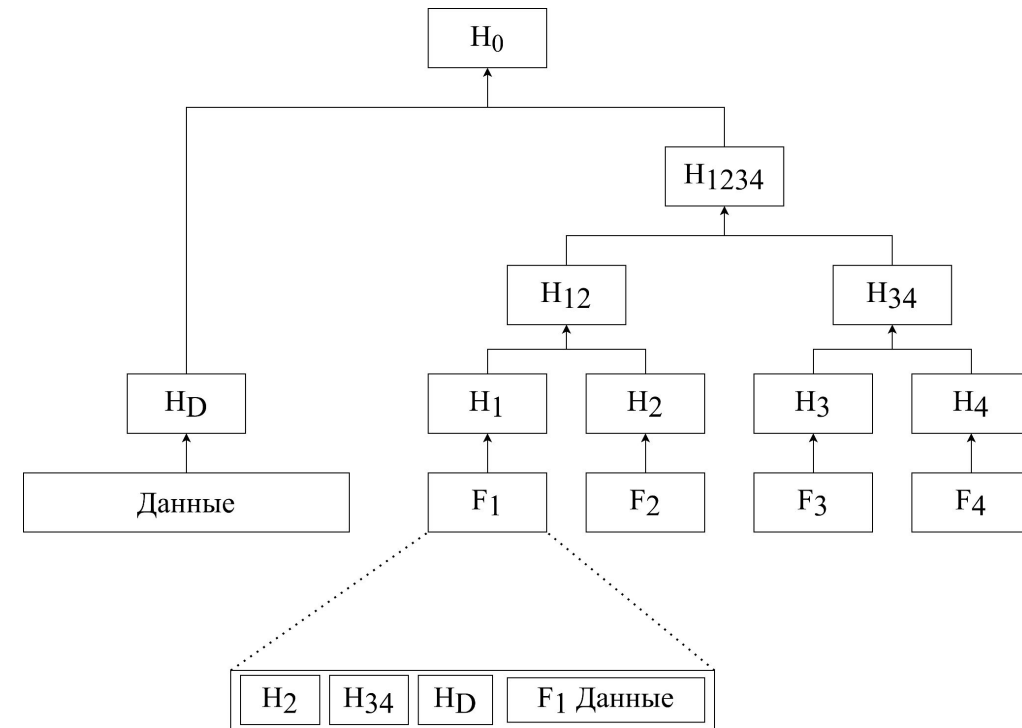 H0
H1234
H12 H34
HD H1 H2 H3 H4
Данные F1 F2 F3 F4
H2 H34 HD F1 Данные